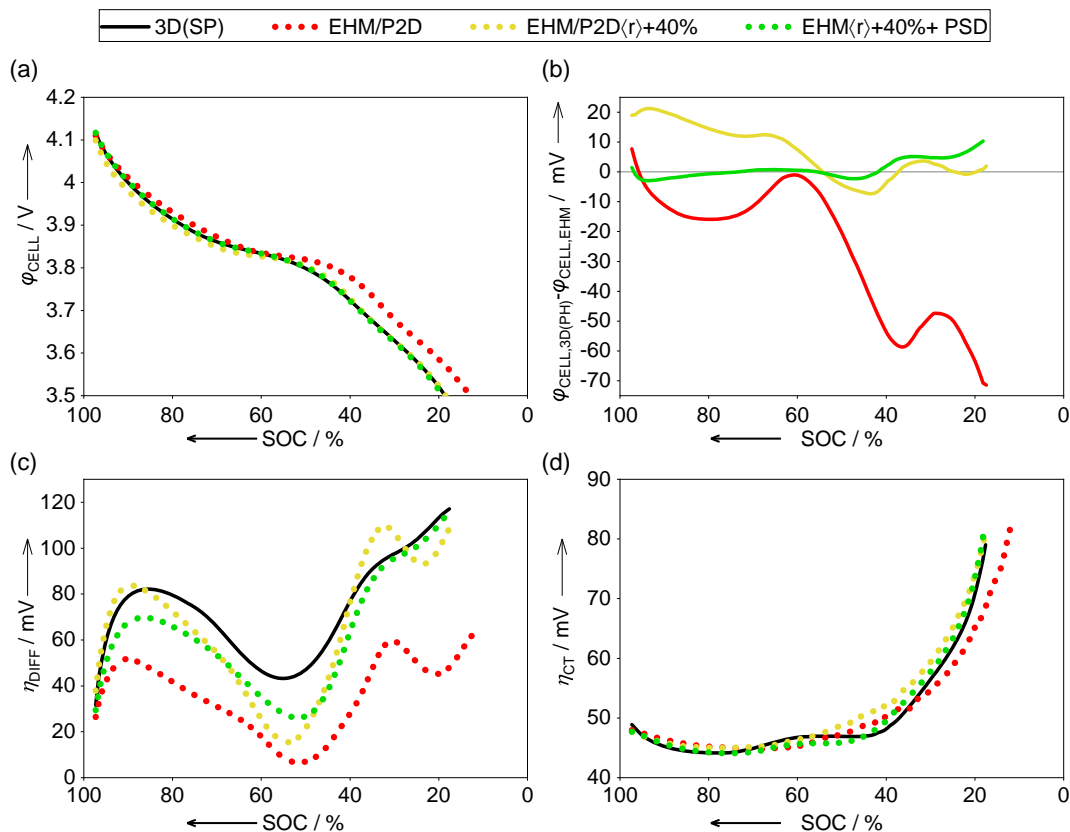 3D(SP) EHM/P2D EHM/P2D⟨r⟩+40% EHM⟨r⟩+40%+ PSD
(a)
φCELL / V
4.2
4.1
4
3.9
3.8
3.7
3.6
3.5
100 80 60 40 20 0
SOC / %
(b)
φCELL,3D(PH)-φCELL,EHM / mV
20
10
0
-10
-20
-30
-40
-50
-60
-70
100 80 60 40 20 0
SOC / %
(c)
ηDIFF / mV
120
100
80
60
40
20
0
100 80 60 40 20 0
SOC / %
(d)
ηCT / mV
90
80
70
60
50
40
100 80 60 40 20 0
SOC / %